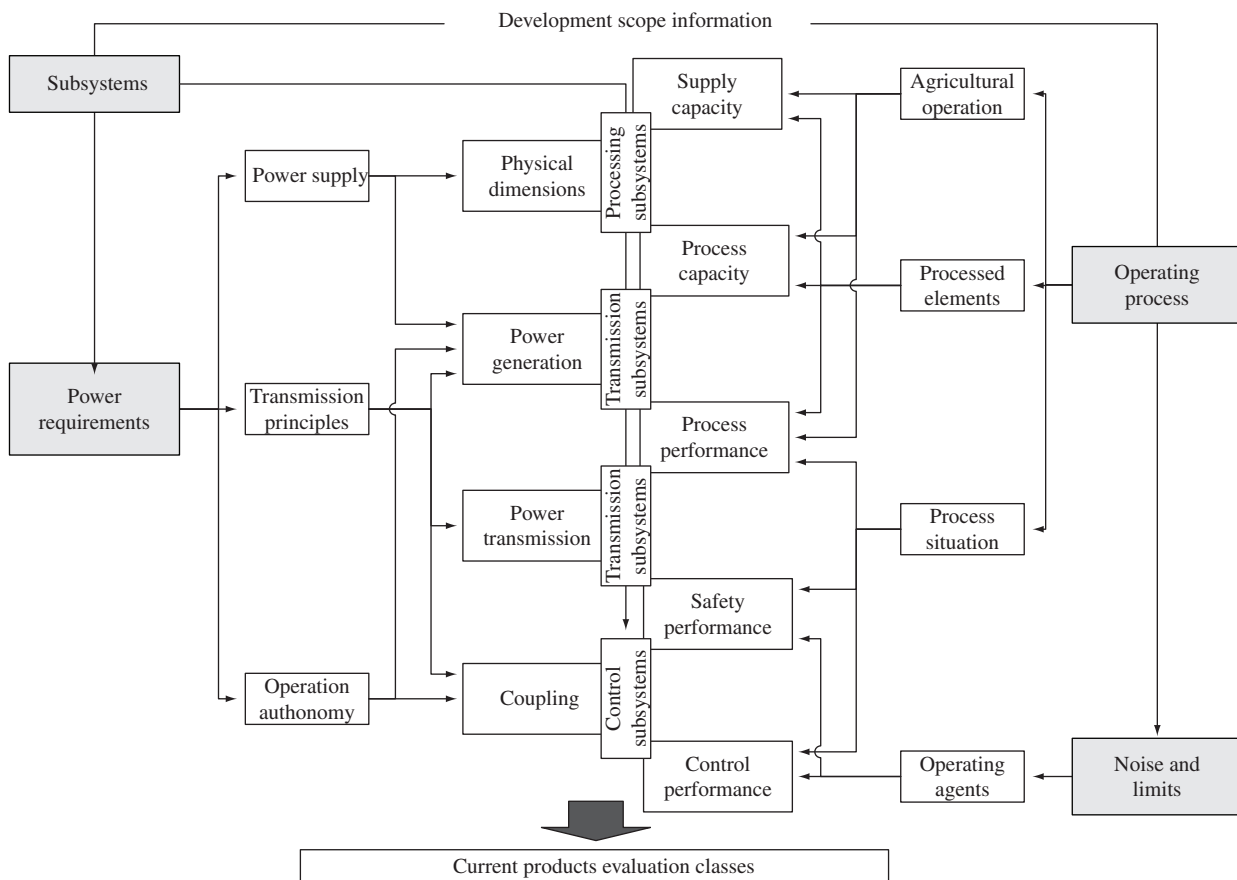 Development scope information
Subsystems
Supply
capacity
Agricultural
operation
Processing
subsystems
Power supply
Physical
dimensions
Process
capacity
Processed
elements
Operating
process
Transmission
subsystems
Power
generation
Power
requirements
Transmission
principles
Process
performance
Transmission
subsystems
Power
transmission
Process
situation
Safety
performance
Operation
authonomy
Coupling
Control
subsystems
Control
performance
Operating
agents
Noise and
limits
Current products evaluation classes